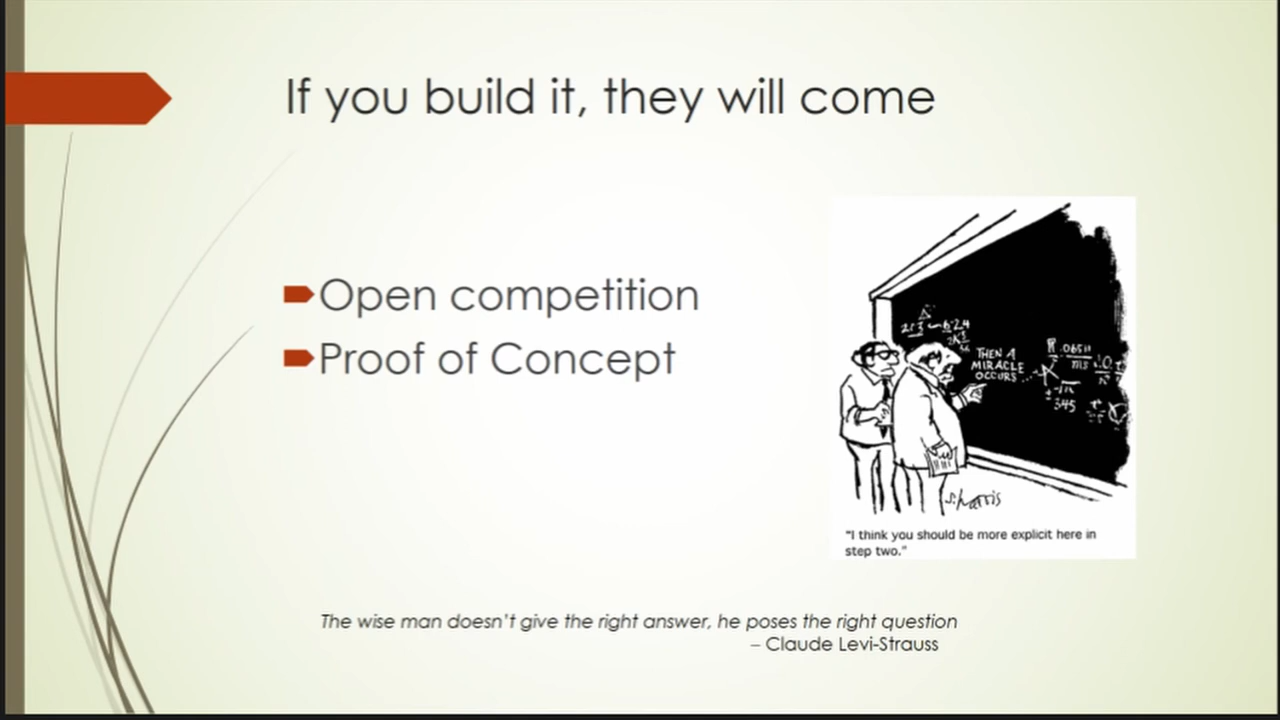 If you build it, they will come
Open competition
Proof of Concept
THEN A
MIRACLE
OCCURS...
S. Harris
"I think you should be more explicit here in
step two."
The wise man doesn't give the right answer, he poses the right question
– Claude Levi-Strauss